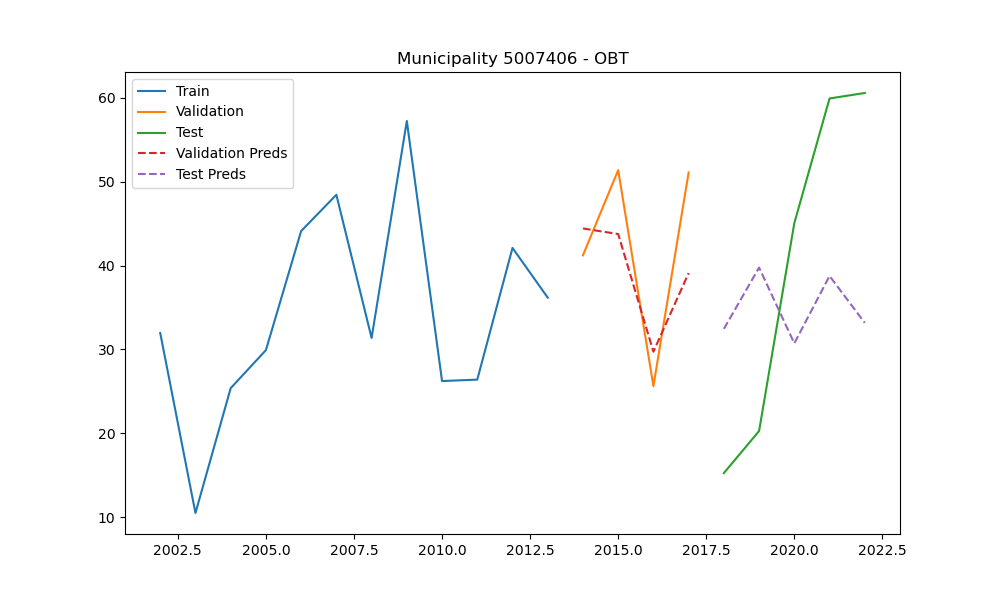 Municipality 5007406 - OBT
Train
Validation
Test
Validation Preds
Test Preds
60
50
40
30
20
10
2002.5 2005.0 2007.5 2010.0 2012.5 2015.0 2017.5 2020.0 2022.5